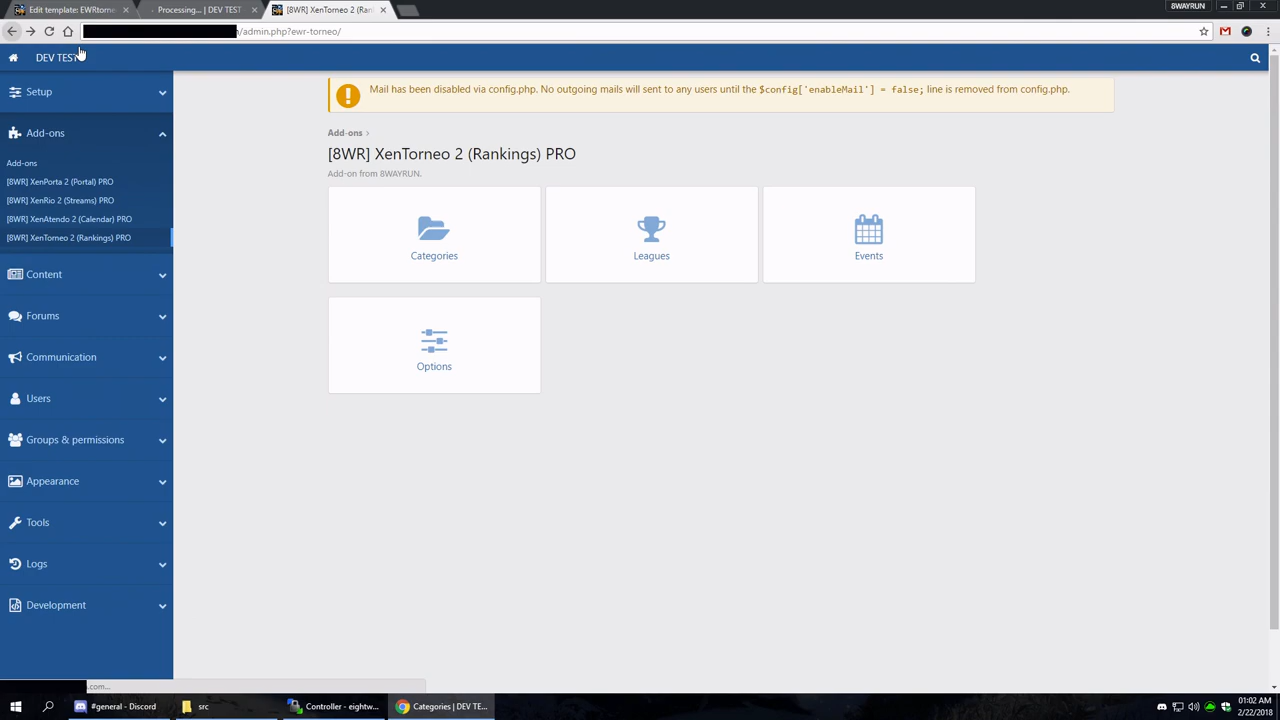 Edit template: EWRtorne
Processing... | DEV TEST
[8WR] XenTorneo 2 (Ran
8WAYRUN
/admin.php?ewr-torneo/
DEV TEST
Setup
Add-ons
Add-ons
[8WR] XenPorta 2 (Portal) PRO
[8WR] XenRio 2 (Streams) PRO
[8WR] XenAtendo 2 (Calendar) PRO
[8WR] XenTorneo 2 (Rankings) PRO
Content
Forums
Communication
Users
Groups & permissions
Appearance
Tools
Logs
Development
Mail has been disabled via config.php. No outgoing mails will sent to any users until the $config['enableMail'] = false; line is removed from config.php.
Add-ons
[8WR] XenTorneo 2 (Rankings) PRO
Add-on from 8WAYRUN.
Categories
Leagues
Events
Options
.com...
#general - Discord
src
Controller - eightw...
Categories | DEV TE...
01:02 AM
2/22/2018